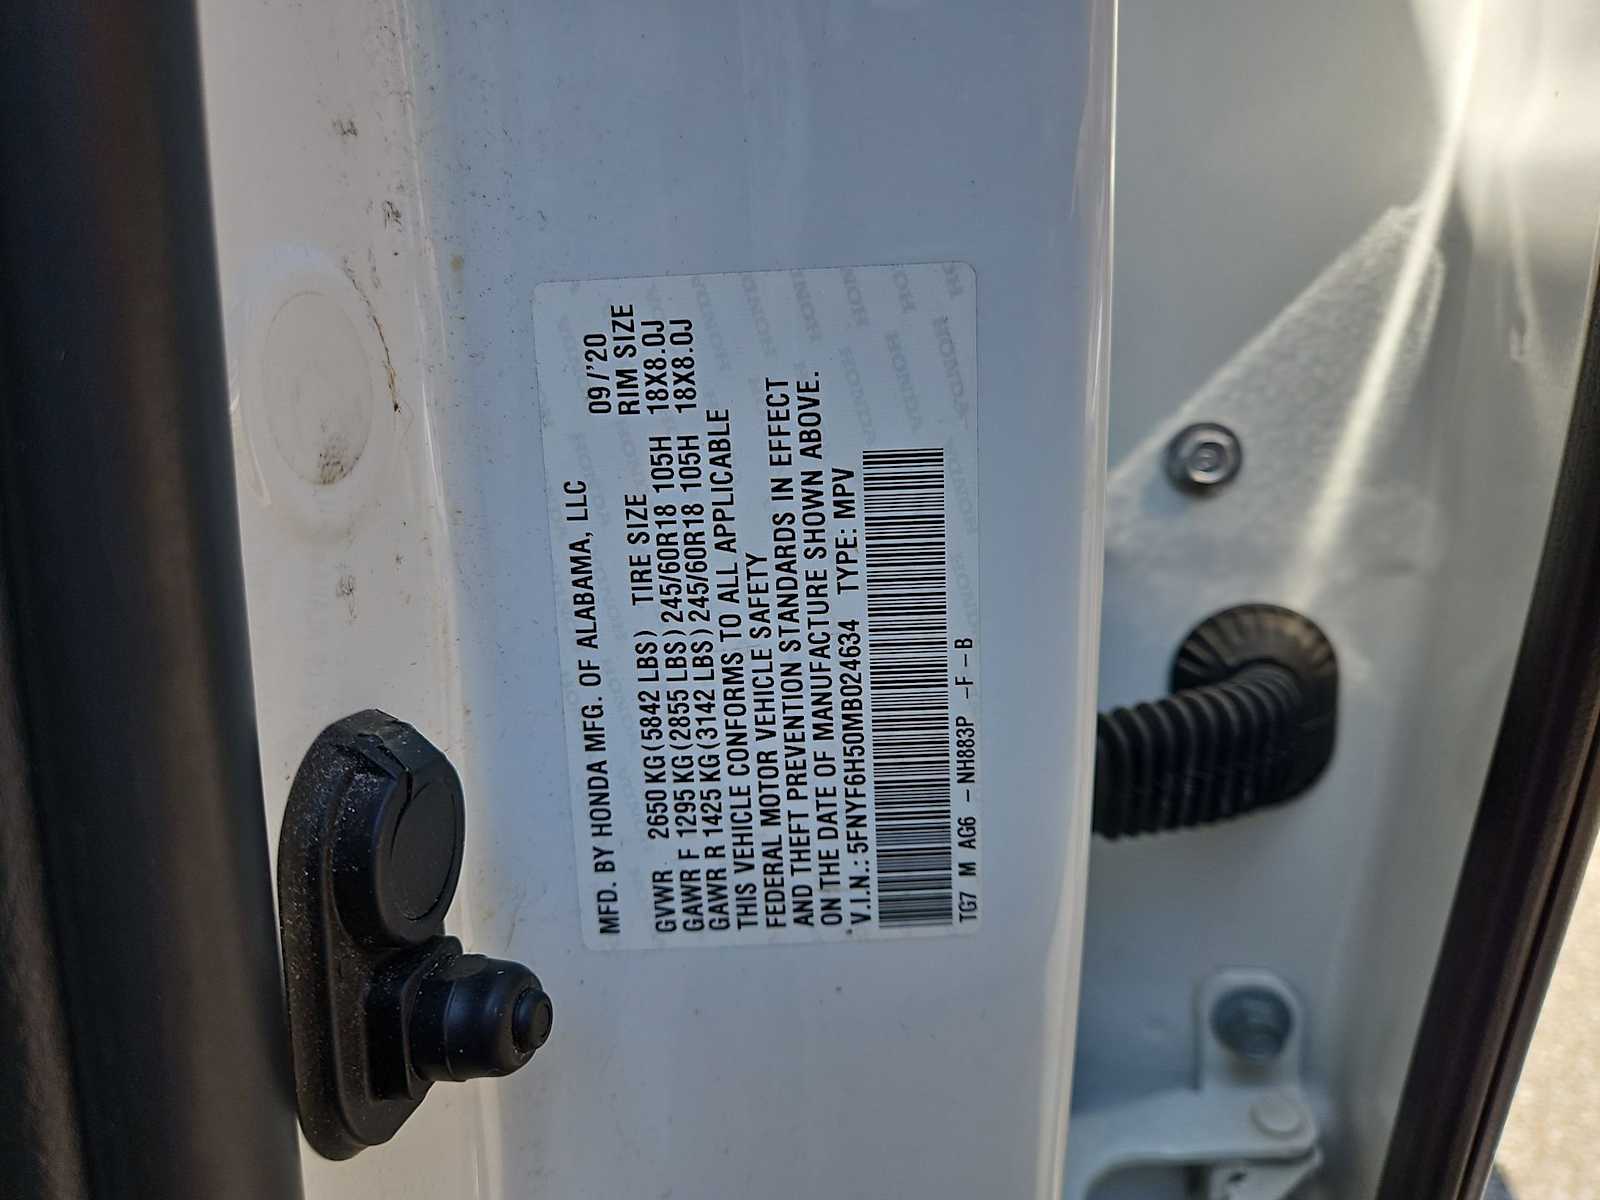 MFD. BY HONDA MFG. OF ALABAMA, LLC 09/'20
GVWR 2650 KG (5842 LBS) TIRE SIZE RIM SIZE
GAWR F 1295 KG (2855 LBS) 245/60R18 105H 18X8.0J
GAWR R 1425 KG (3142 LBS) 245/60R18 105H 18X8.0J
THIS VEHICLE CONFORMS TO ALL APPLICABLE
FEDERAL MOTOR VEHICLE SAFETY
AND THEFT PREVENTION STANDARDS IN EFFECT
ON THE DATE OF MANUFACTURE SHOWN ABOVE.
V.I.N.: 5FNYF6H50MB024634 TYPE: MPV
TG7 M AG6 -NH883P -F-B